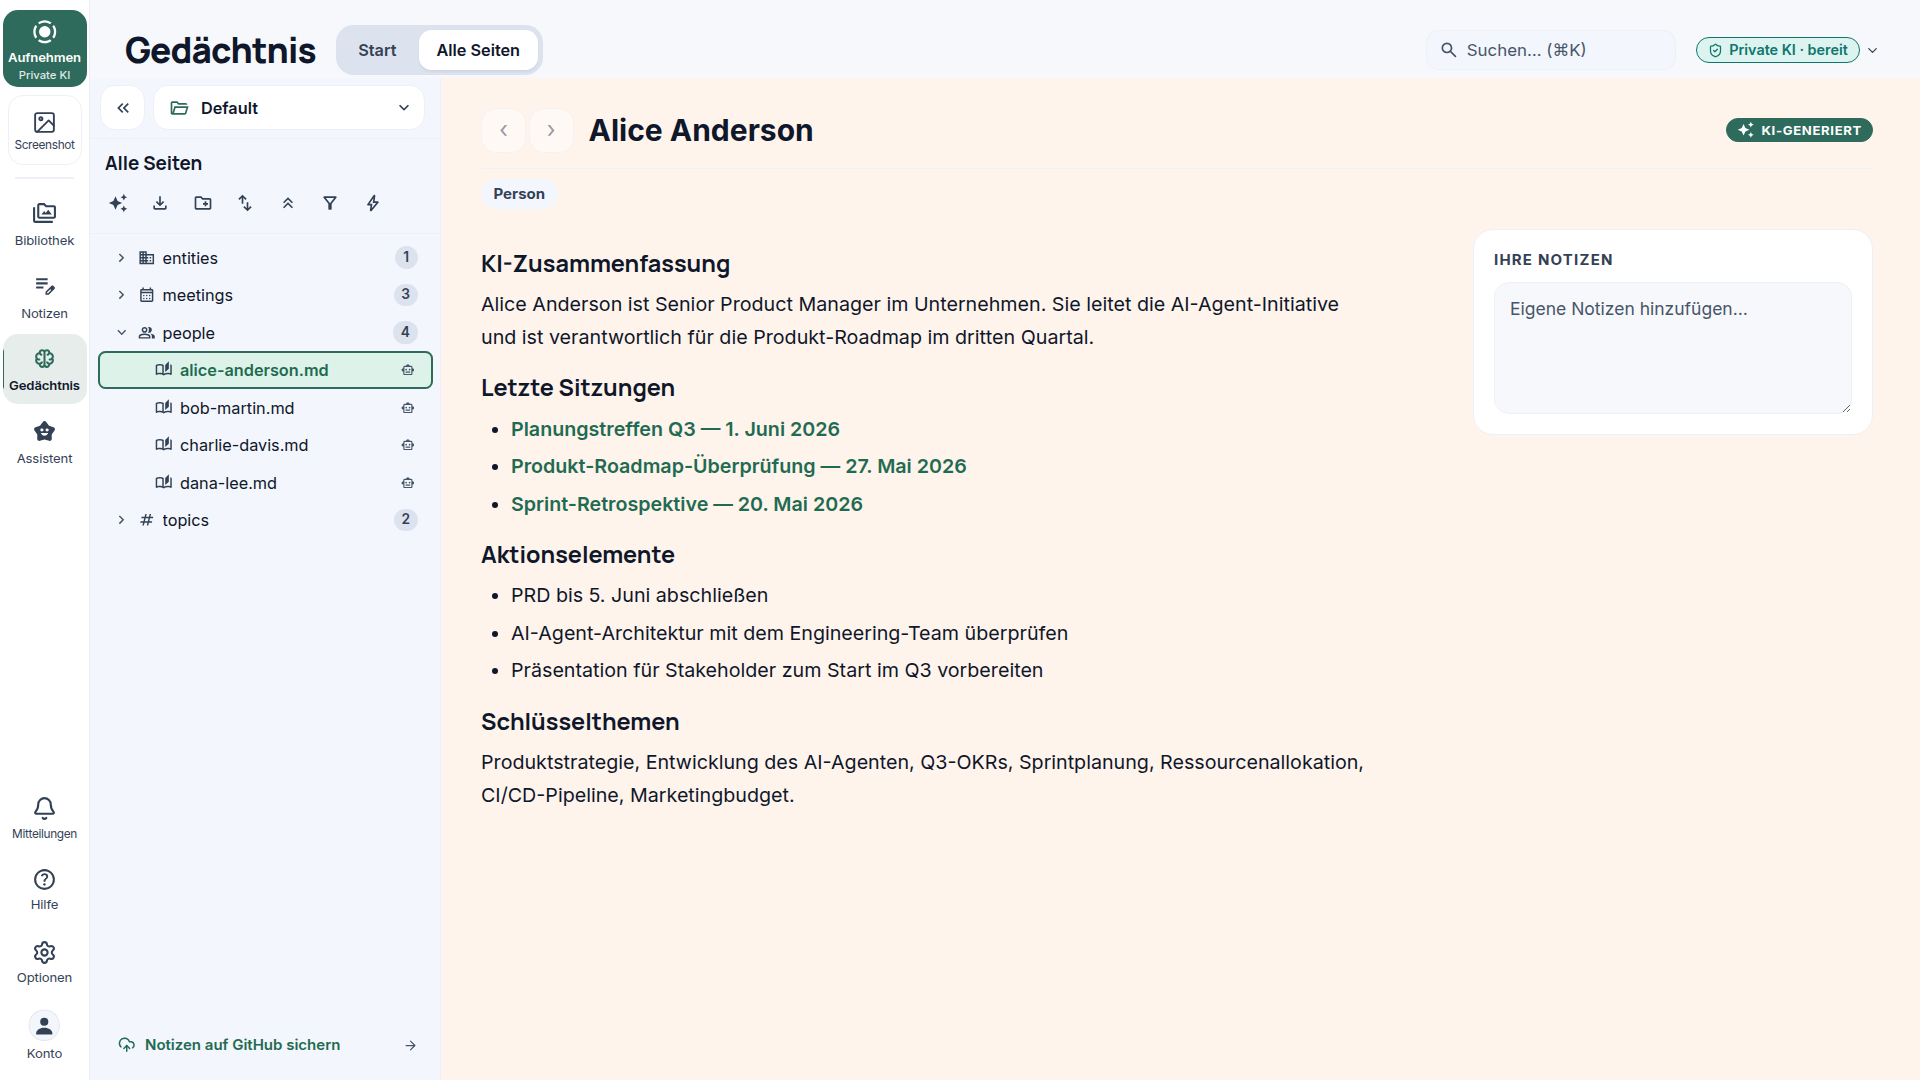 Aufnehmen
Private KI
Screenshot
Bibliothek
Notizen
Gedächtnis
Assistent
Mitteilungen
Hilfe
Optionen
Konto
Gedächtnis
Start
Alle Seiten
Suchen... (⌘K)
Private KI · bereit
Default
Alle Seiten
entities 1
meetings 3
people 4
alice-anderson.md
bob-martin.md
charlie-davis.md
dana-lee.md
topics 2
Notizen auf GitHub sichern
Alice Anderson
KI-GENERIERT
Person
KI-Zusammenfassung
Alice Anderson ist Senior Product Manager im Unternehmen. Sie leitet die AI-Agent-Initiative
und ist verantwortlich für die Produkt-Roadmap im dritten Quartal.
Letzte Sitzungen
• Planungstreffen Q3 — 1. Juni 2026
• Produkt-Roadmap-Überprüfung — 27. Mai 2026
• Sprint-Retrospektive — 20. Mai 2026
Aktionselemente
• PRD bis 5. Juni abschließen
• AI-Agent-Architektur mit dem Engineering-Team überprüfen
• Präsentation für Stakeholder zum Start im Q3 vorbereiten
Schlüsselthemen
Produktstrategie, Entwicklung des AI-Agenten, Q3-OKRs, Sprintplanung, Ressourcenallokation,
CI/CD-Pipeline, Marketingbudget.
IHRE NOTIZEN
Eigene Notizen hinzufügen...